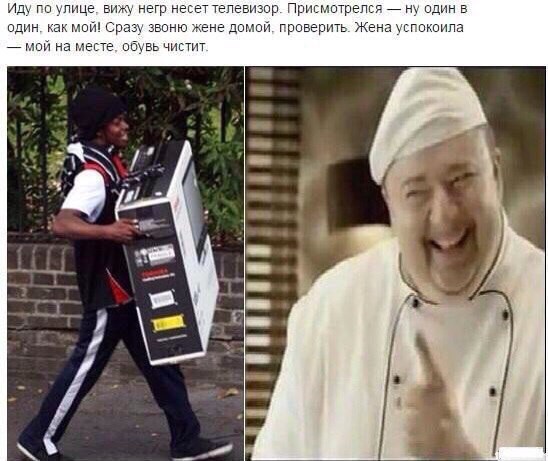 Иду по улице, вижу негр несет телевизор. Присмотрелся — ну один в
один, как мой! Сразу звоню жене домой, проверить. Жена успокоила
— мой на месте, обувь чистит.
TOSHIBA